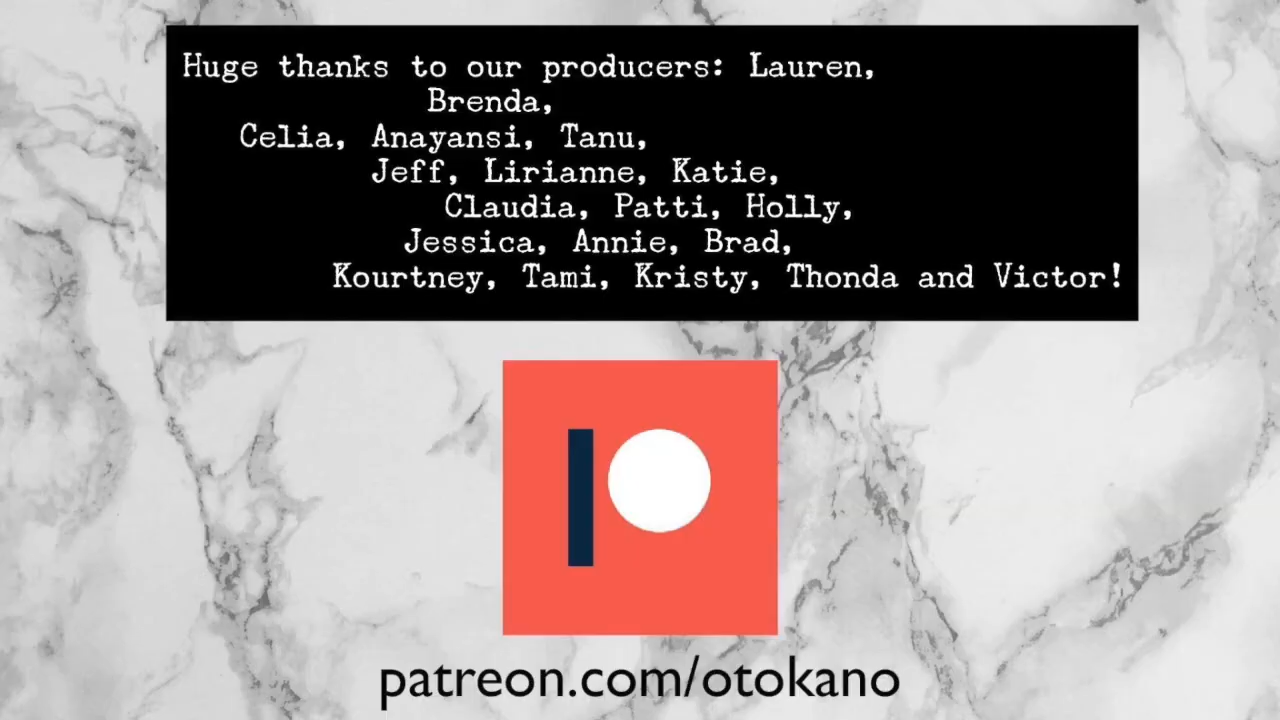 Huge thanks to our producers: Lauren,
Brenda,
Celia, Anayansi, Tanu,
Jeff, Lirianne, Katie,
Claudia, Patti, Holly,
Jessica, Annie, Brad,
Kourtney, Tami, Kristy, Thonda and Victor!
patreon.com/otokano